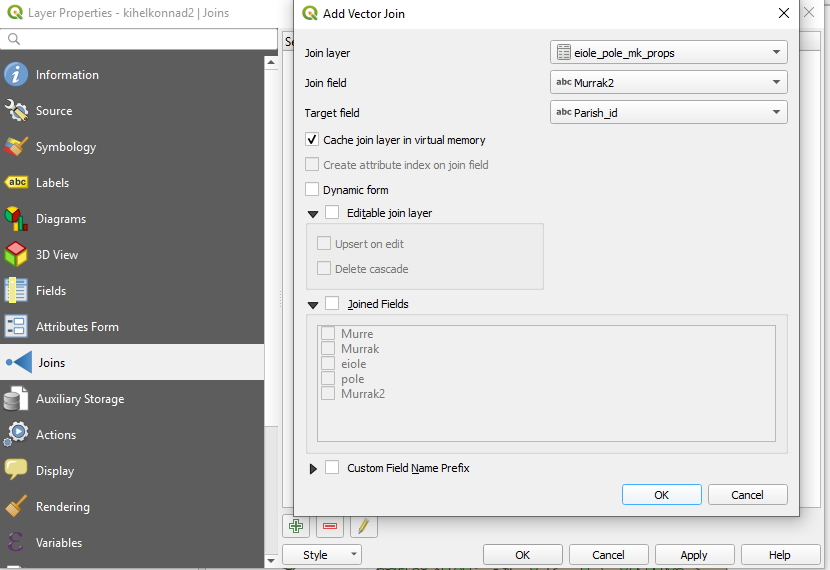 Layer Properties - kihelkonnad2 | Joins
Information
Source
Symbology
abc Labels
Diagrams
3D View
Fields
Attributes Form
Joins
Auxiliary Storage
Actions
Display
Rendering
Variables
Add Vector Join
Join layer eiole_pole_mk_props
Join field abc Murrak2
Target field abc Parish_id
Cache join layer in virtual memory
Create attribute index on join field
Dynamic form
Editable join layer
Upsert on edit
Delete cascade
Joined Fields
Murre
Murrak
eiole
pole
Murrak2
Custom Field Name Prefix
OK Cancel
Style OK Cancel Apply Help